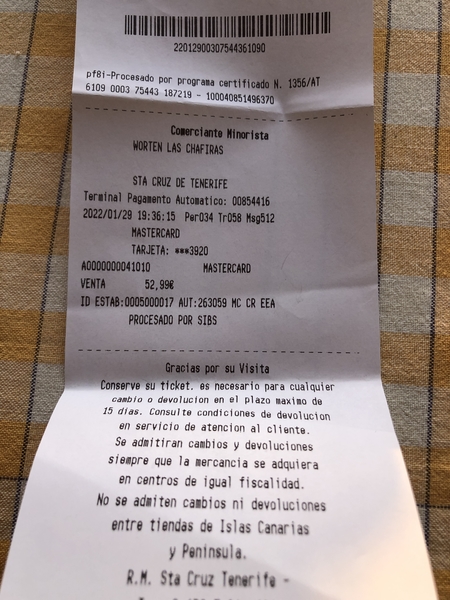 22012900307544361090
pf8i-Procesado por programa certificado N. 1356/AT
6109 0003 75443 187219 - 100040851496370
Comerciante Minorista
WORTEN LAS CHAFIRAS
STA CRUZ DE TENERIFE
Terminal Pagamento Automatico: 00854416
2022/01/29 19:36:15 Per034 Tr058 Msg512
MASTERCARD
TARJETA: ***3920
A0000000041010 MASTERCARD
VENTA 52,99€
ID ESTAB:0005000017 AUT:263059 MC CR EEA
PROCESADO POR SIBS
Gracias por su Visita
Conserve su ticket, es necesario para cualquier
cambio o devolucion en el plazo maximo de
15 dias. Consulte condiciones de devolucion
en servicio de atencion al cliente.
Se admitiran cambios y devoluciones
siempre que la mercancia se adquiera
en centros de igual fiscalidad.
No se admiten cambios ni devoluciones
entre tiendas de Islas Canarias
y Peninsula.
R.M. Sta Cruz Tenerife -